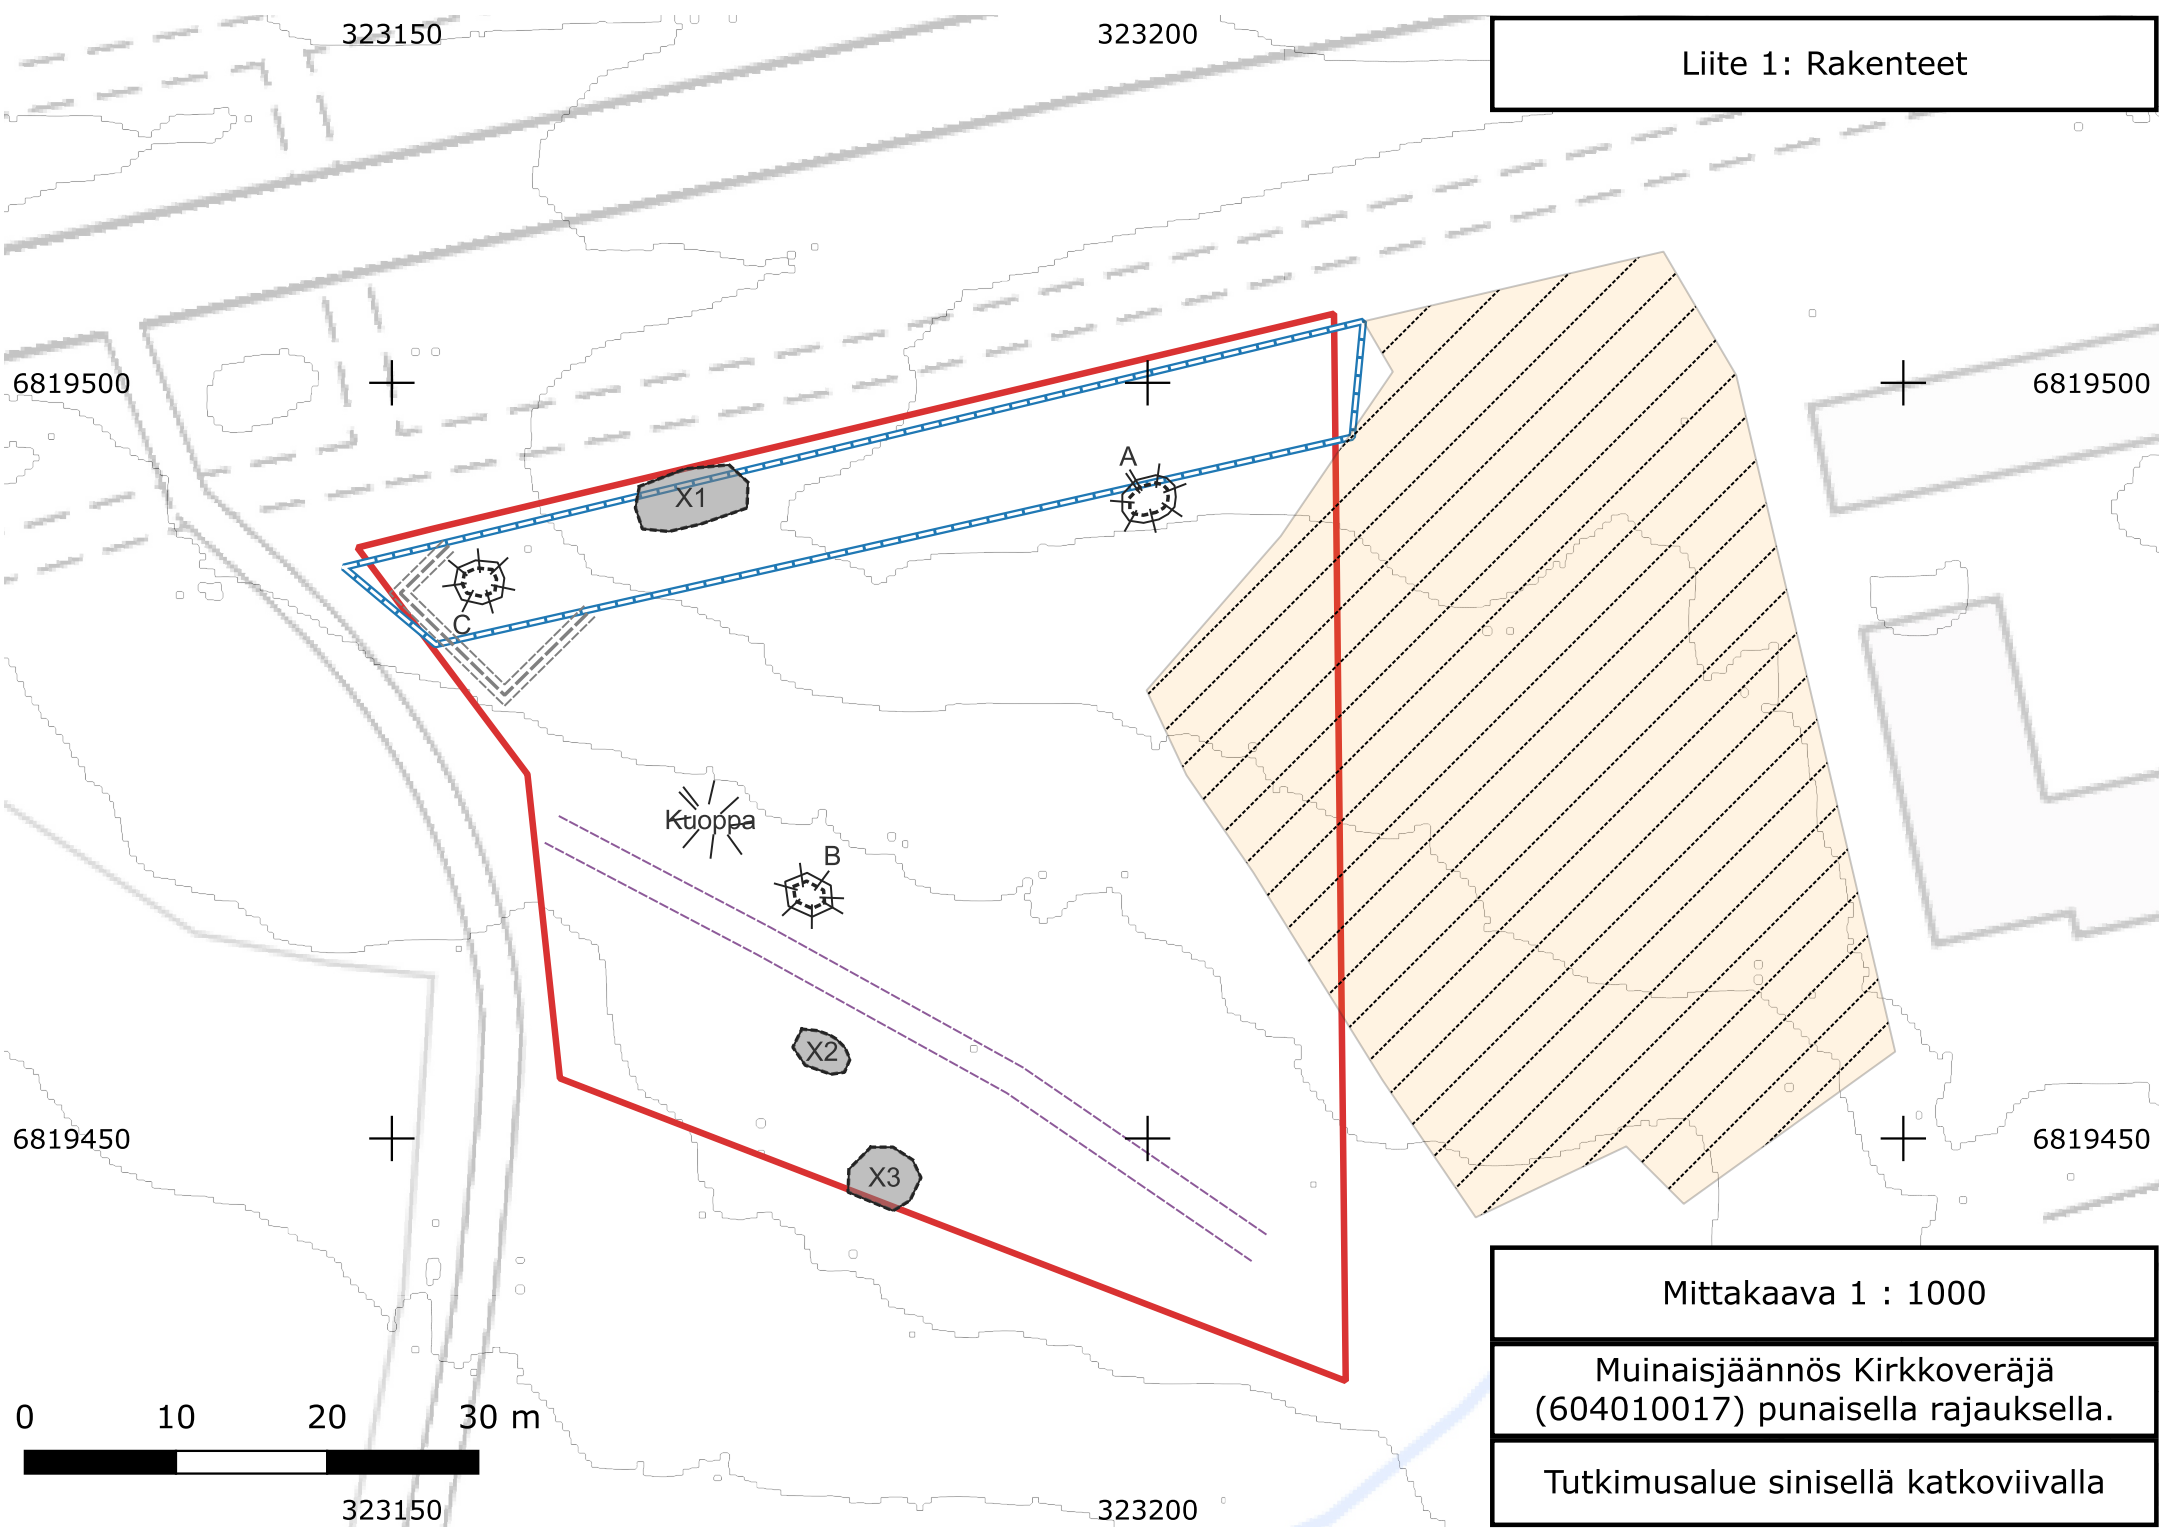 323150
323200
Liite 1: Rakenteet
6819500
6819500
A
X1
C
Kuoppa
B
X2
6819450
6819450
X3
Mittakaava 1 : 1000
Muinaisjäännös Kirkkoveräjä
(604010017) punaisella rajauksella.
0 10 20 30 m
Tutkimusalue sinisellä katkoviivalla
323150
323200